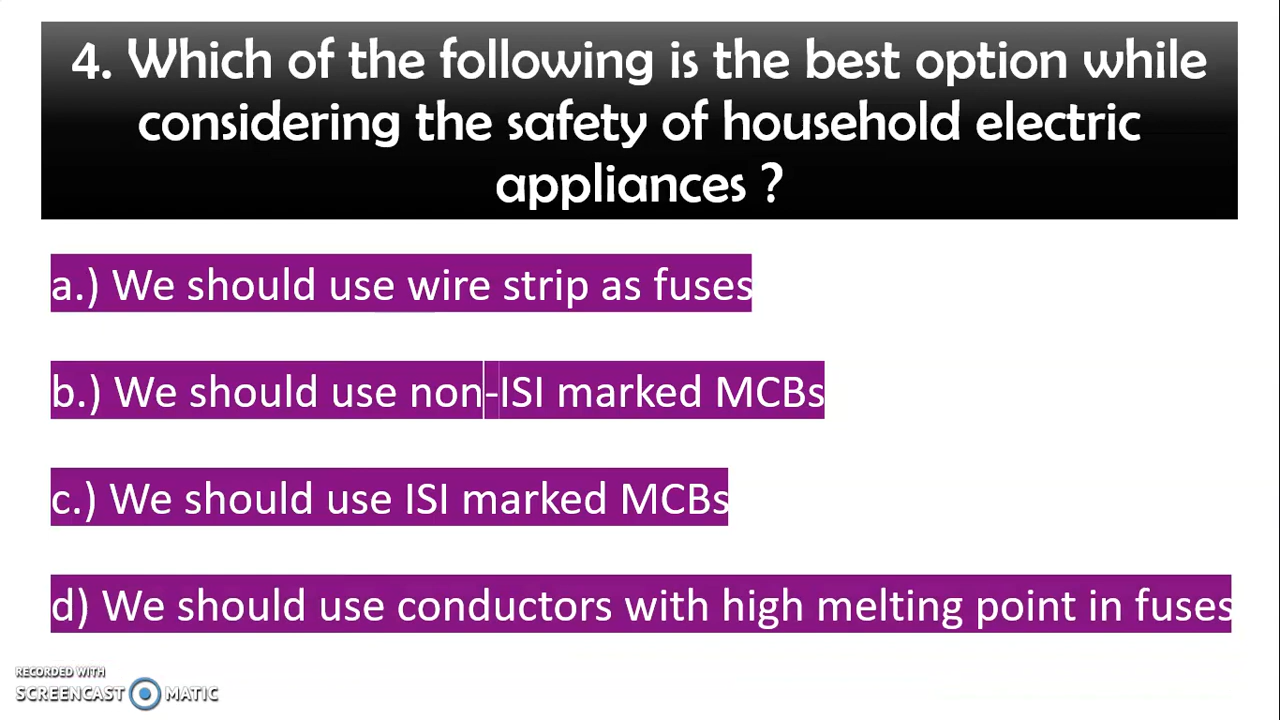 4. Which of the following is the best option while
considering the safety of household electric
appliances ?
a.) We should use wire strip as fuses
b.) We should use non-ISI marked MCBs
c.) We should use ISI marked MCBs
d) We should use conductors with high melting point in fuses
RECORDED WITH
SCREENCAST MATIC